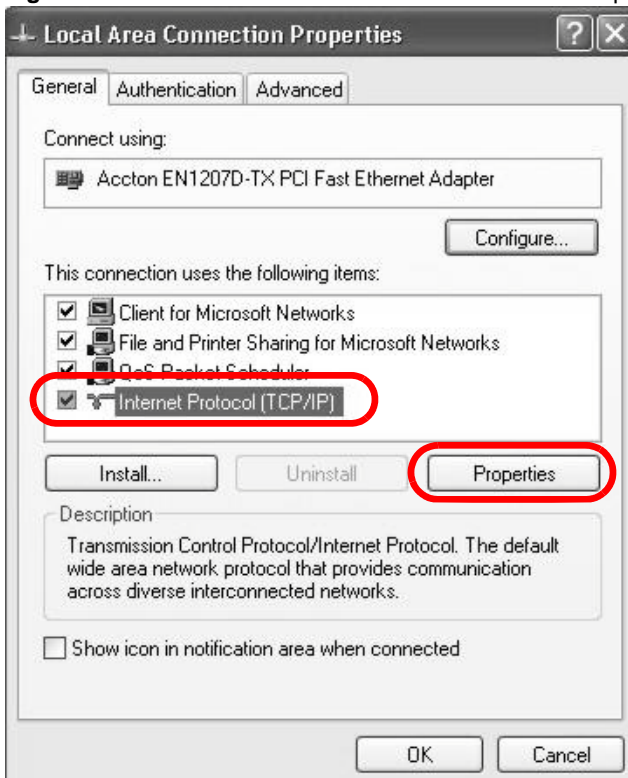 Local Area Connection Properties
General Authentication Advanced
Connect using:
Accton EN1207D-TX PCI Fast Ethernet Adapter
Configure...
This connection uses the following items:
Client for Microsoft Networks
File and Printer Sharing for Microsoft Networks
QoS Packet Scheduler
Internet Protocol (TCP/IP)
Install... Uninstall Properties
Description
Transmission Control Protocol/Internet Protocol. The default
wide area network protocol that provides communication
across diverse interconnected networks.
Show icon in notification area when connected
OK Cancel